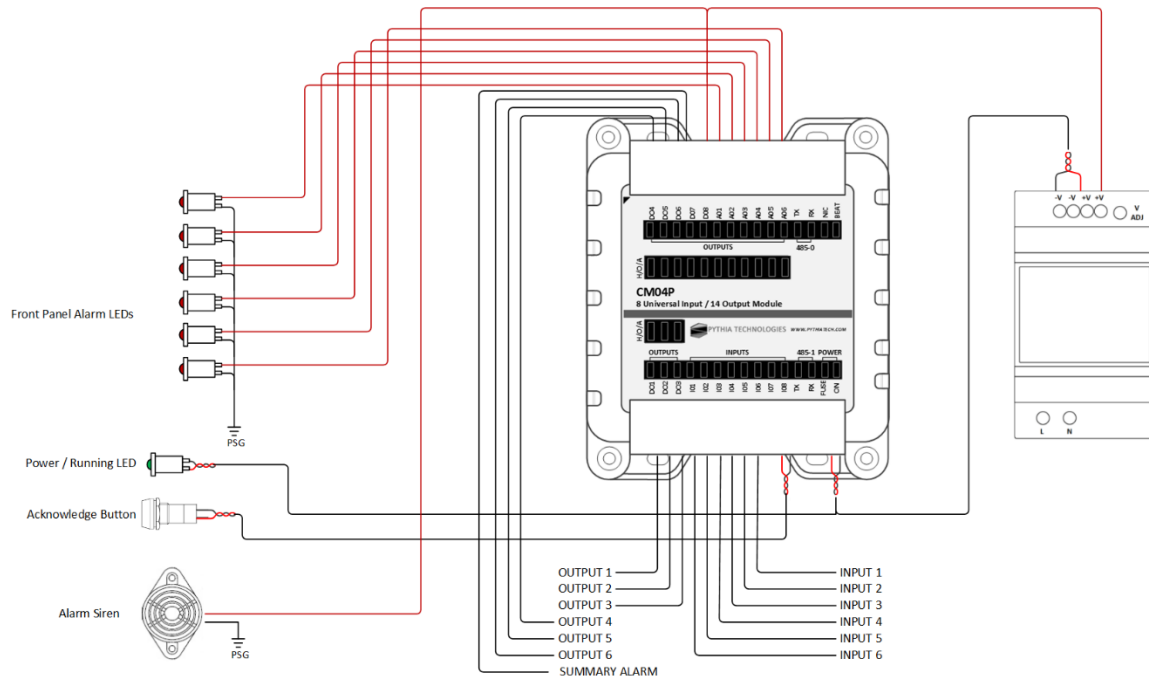 -V -V +V +V
V
ADJ
DO4 DO5 DO6 DO7 DO8 AO1 AO2 AO3 AO4 AO5 AO6 TX RX NIC BEAT
OUTPUTS 485-0
H/O/A
CM04P
8 Universal Input / 14 Output Module
H/O/A
PYTHIA TECHNOLOGIES WWW.PYTHIATECH.COM
OUTPUTS INPUTS 485-1 POWER
DO1 DO2 DO3 I01 I02 I03 I04 I05 I06 I07 I08 TX RX FUSE ON
L N
Front Panel Alarm LEDs
PSG
Power / Running LED
Acknowledge Button
Alarm Siren
PSG
OUTPUT 1
OUTPUT 2
OUTPUT 3
OUTPUT 4
OUTPUT 5
OUTPUT 6
SUMMARY ALARM
INPUT 1
INPUT 2
INPUT 3
INPUT 4
INPUT 5
INPUT 6